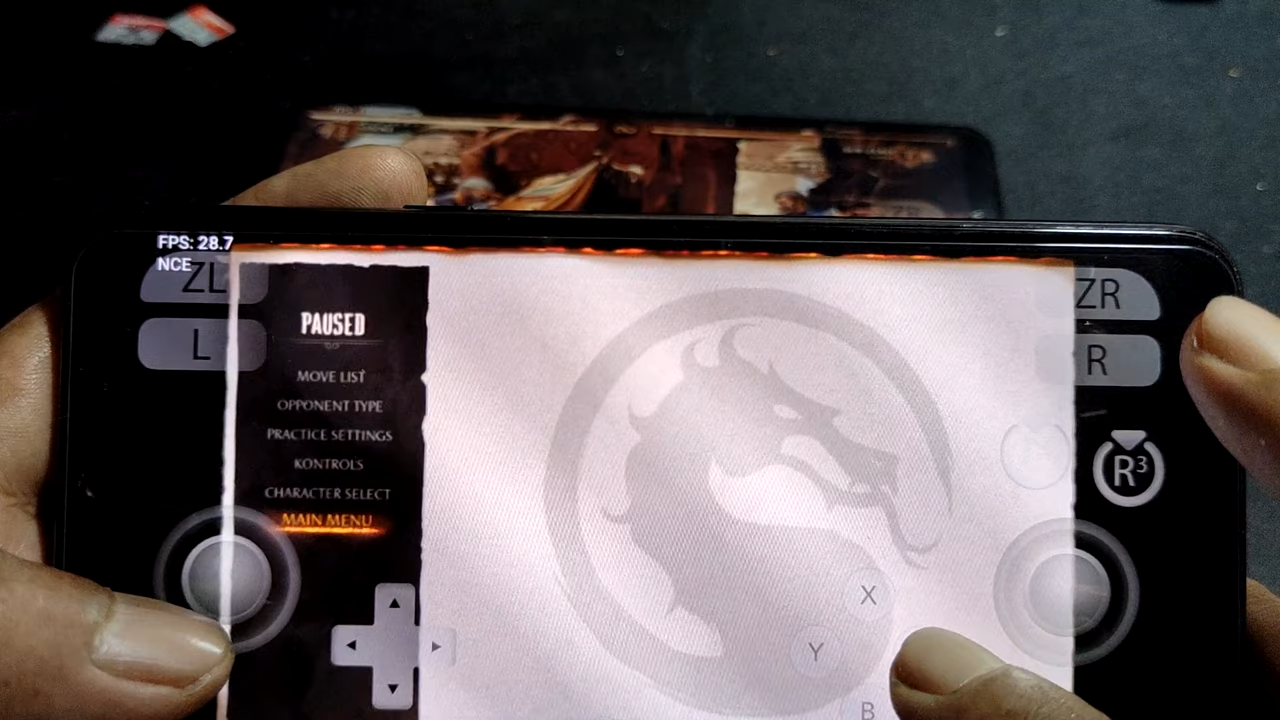 FPS: 28.7
NCE
ZL
L
PAUSED
MOVE LIST
OPPONENT TYPE
PRACTICE SETTINGS
KONTROLS
CHARACTER SELECT
MAIN MENU
ZR
R
R3
X
Y
B